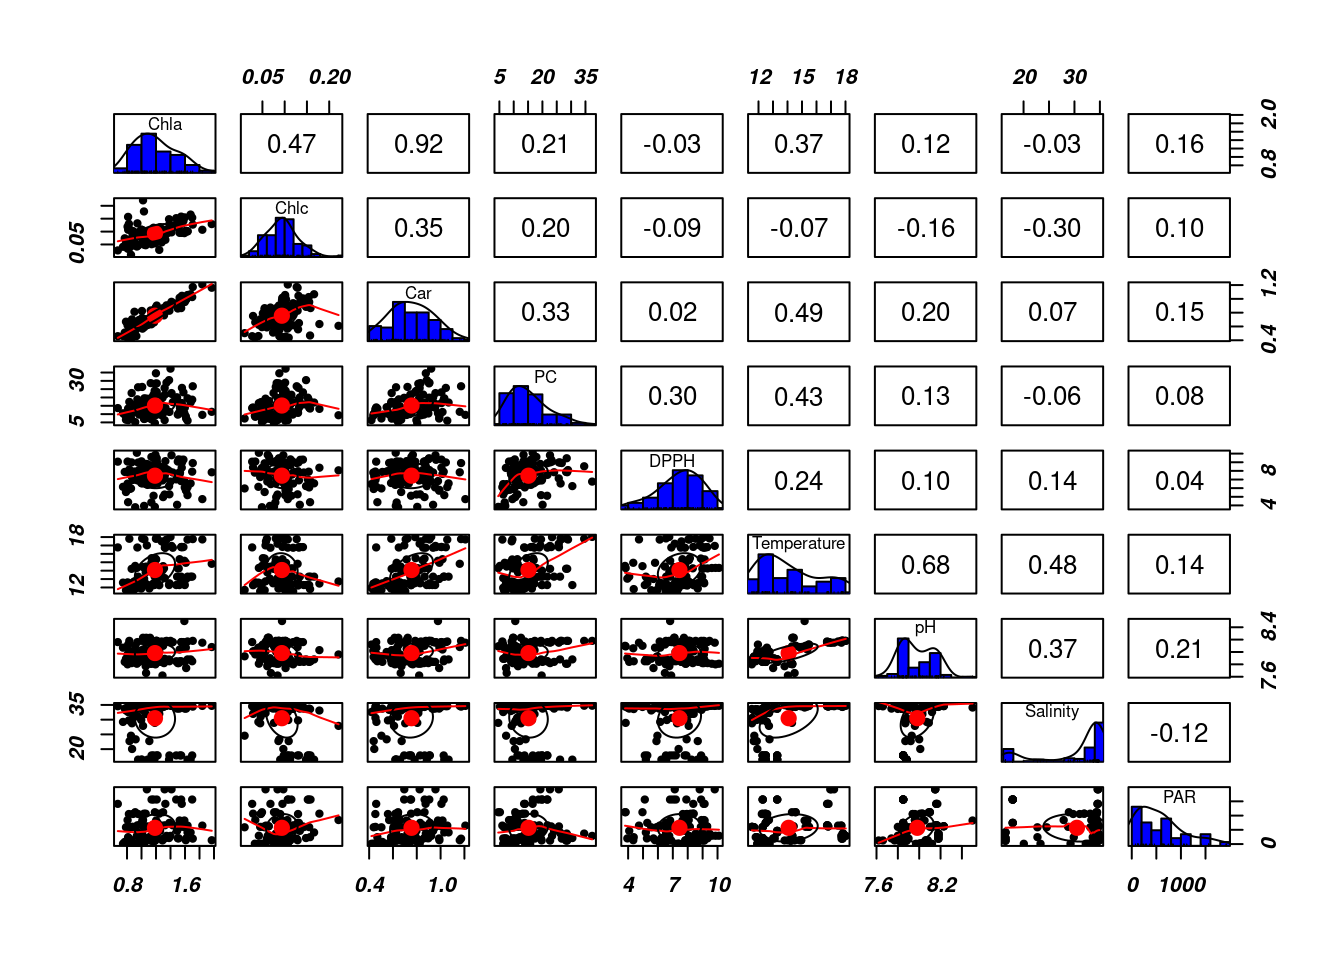 0.05 0.20 5 20 35 12 15 18 20 30
Chla 0.47 0.92 0.21 -0.03 0.37 0.12 -0.03 0.16 0.8 2.0
0.05 Chlc 0.35 0.20 -0.09 -0.07 -0.16 -0.30 0.10
Car 0.33 0.02 0.49 0.20 0.07 0.15 0.4 1.2
5 30 PC 0.30 0.43 0.13 -0.06 0.08
DPPH 0.24 0.10 0.14 0.04 4 8
12 18 Temperature 0.68 0.48 0.14
pH 0.37 0.21 7.6 8.4
20 35 Salinity -0.12
PAR 0
0.8 1.6 0.4 1.0 4 7 10 7.6 8.2 0 1000